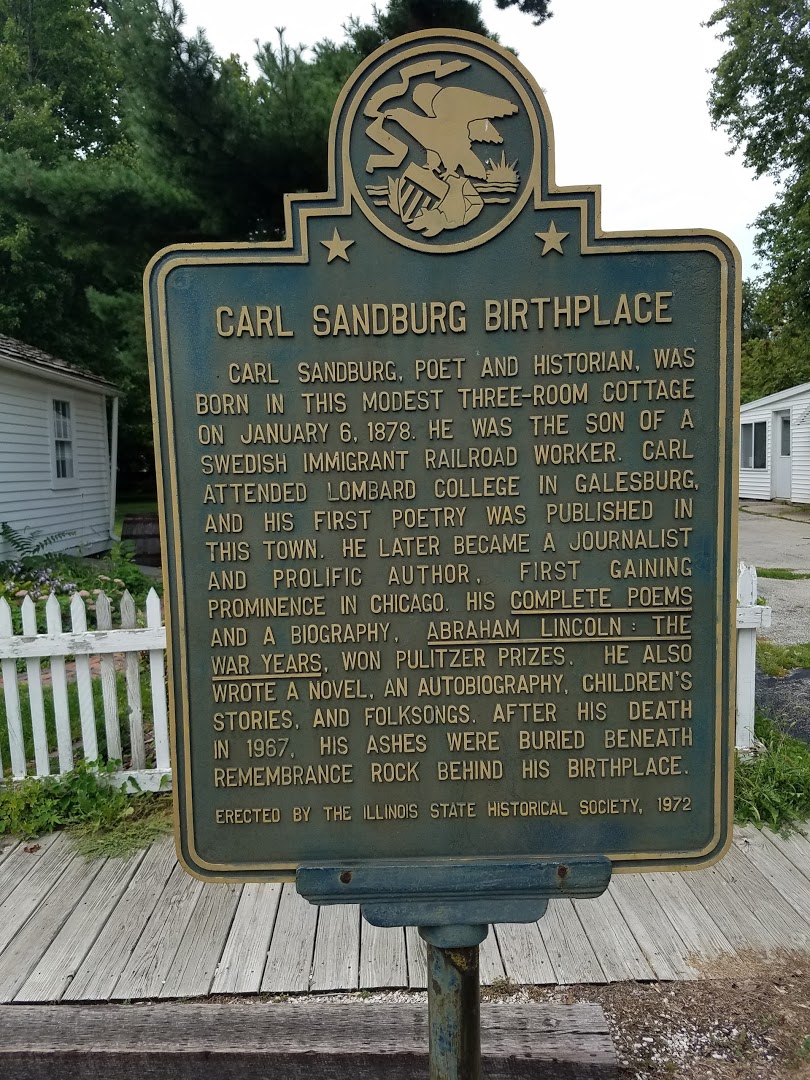 CARL SANDBURG BIRTHPLACE
CARL SANDBURG, POET AND HISTORIAN, WAS
BORN IN THIS MODEST THREE-ROOM COTTAGE
ON JANUARY 6, 1878. HE WAS THE SON OF A
SWEDISH IMMIGRANT RAILROAD WORKER. CARL
ATTENDED LOMBARD COLLEGE IN GALESBURG,
AND HIS FIRST POETRY WAS PUBLISHED IN
THIS TOWN. HE LATER BECAME A JOURNALIST
AND PROLIFIC AUTHOR, FIRST GAINING
PROMINENCE IN CHICAGO. HIS COMPLETE POEMS
AND A BIOGRAPHY, ABRAHAM LINCOLN: THE
WAR YEARS, WON PULITZER PRIZES. HE ALSO
WROTE A NOVEL, AN AUTOBIOGRAPHY, CHILDREN'S
STORIES, AND FOLKSONGS. AFTER HIS DEATH
IN 1967, HIS ASHES WERE BURIED BENEATH
REMEMBRANCE ROCK BEHIND HIS BIRTHPLACE.
ERECTED BY THE ILLINOIS STATE HISTORICAL SOCIETY, 1972